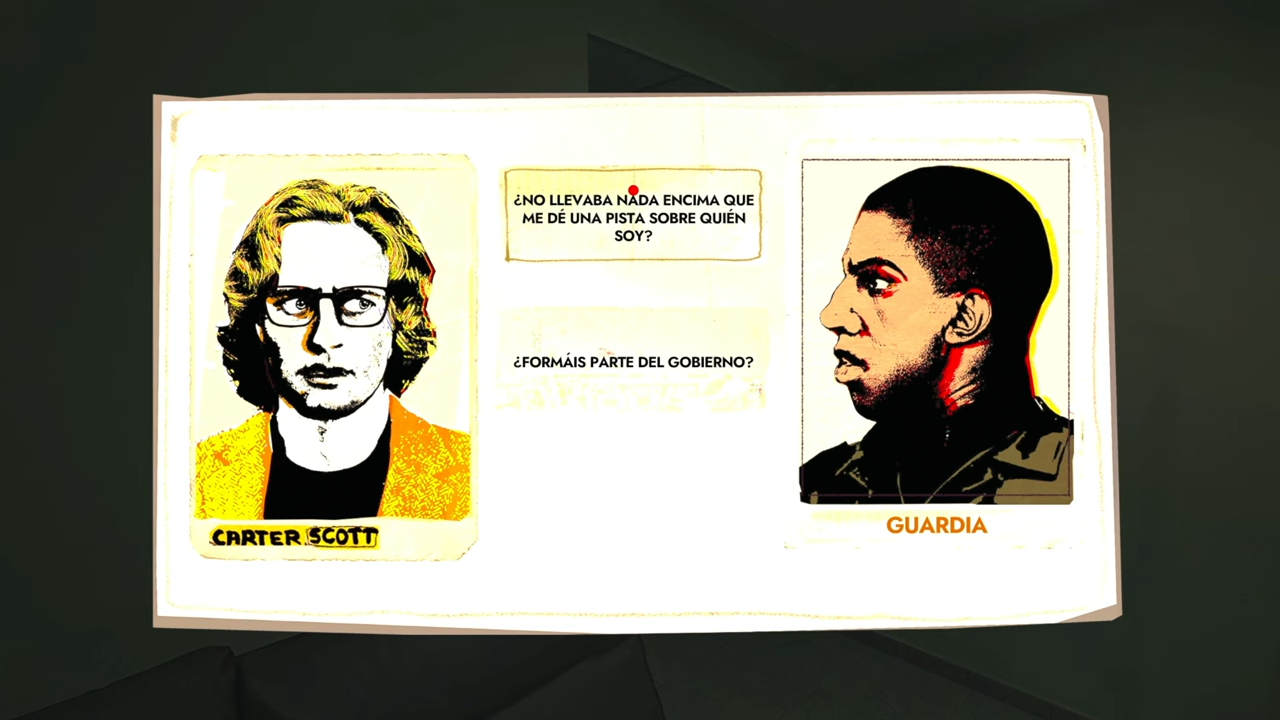 ¿NO LLEVABA NADA ENCIMA QUE
ME DÉ UNA PISTA SOBRE QUIÉN
SOY?
¿FORMÁIS PARTE DEL GOBIERNO?
CARTER SCOTT
GUARDIA